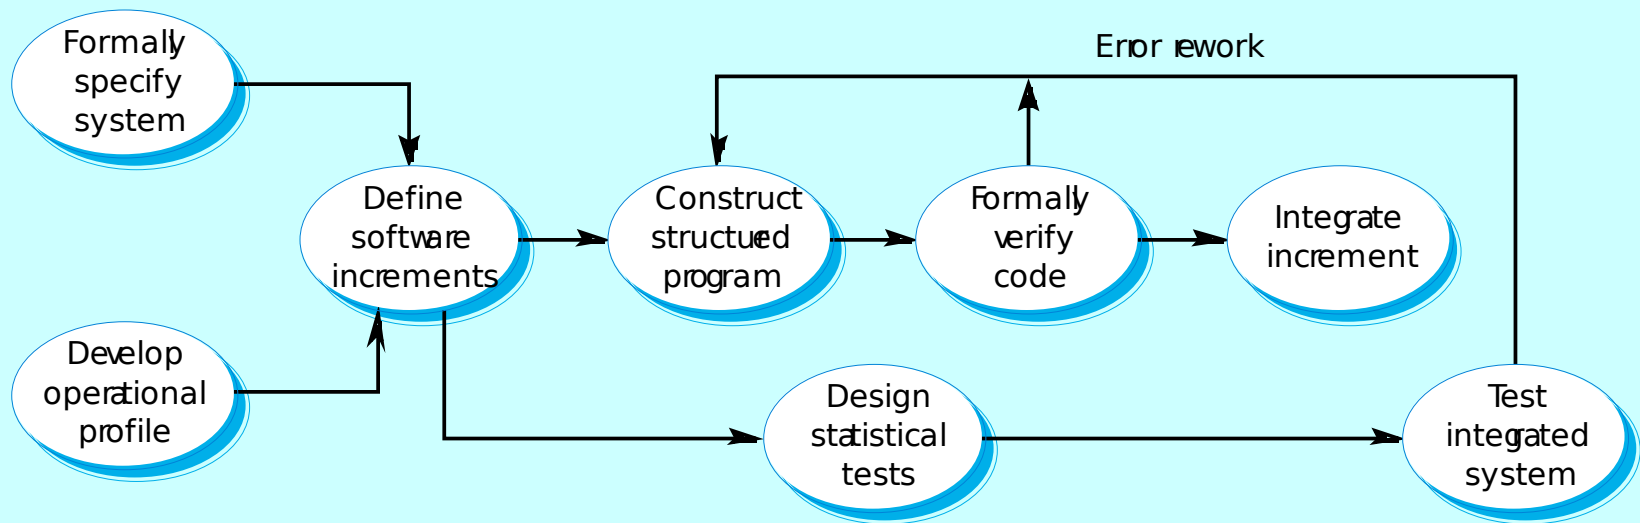 Formally
specify
system
Error rework
Define
software
increments
Construct
structured
program
Formally
verify
code
Integrate
increment
Develop
operational
profile
Design
statistical
tests
Test
integrated
system